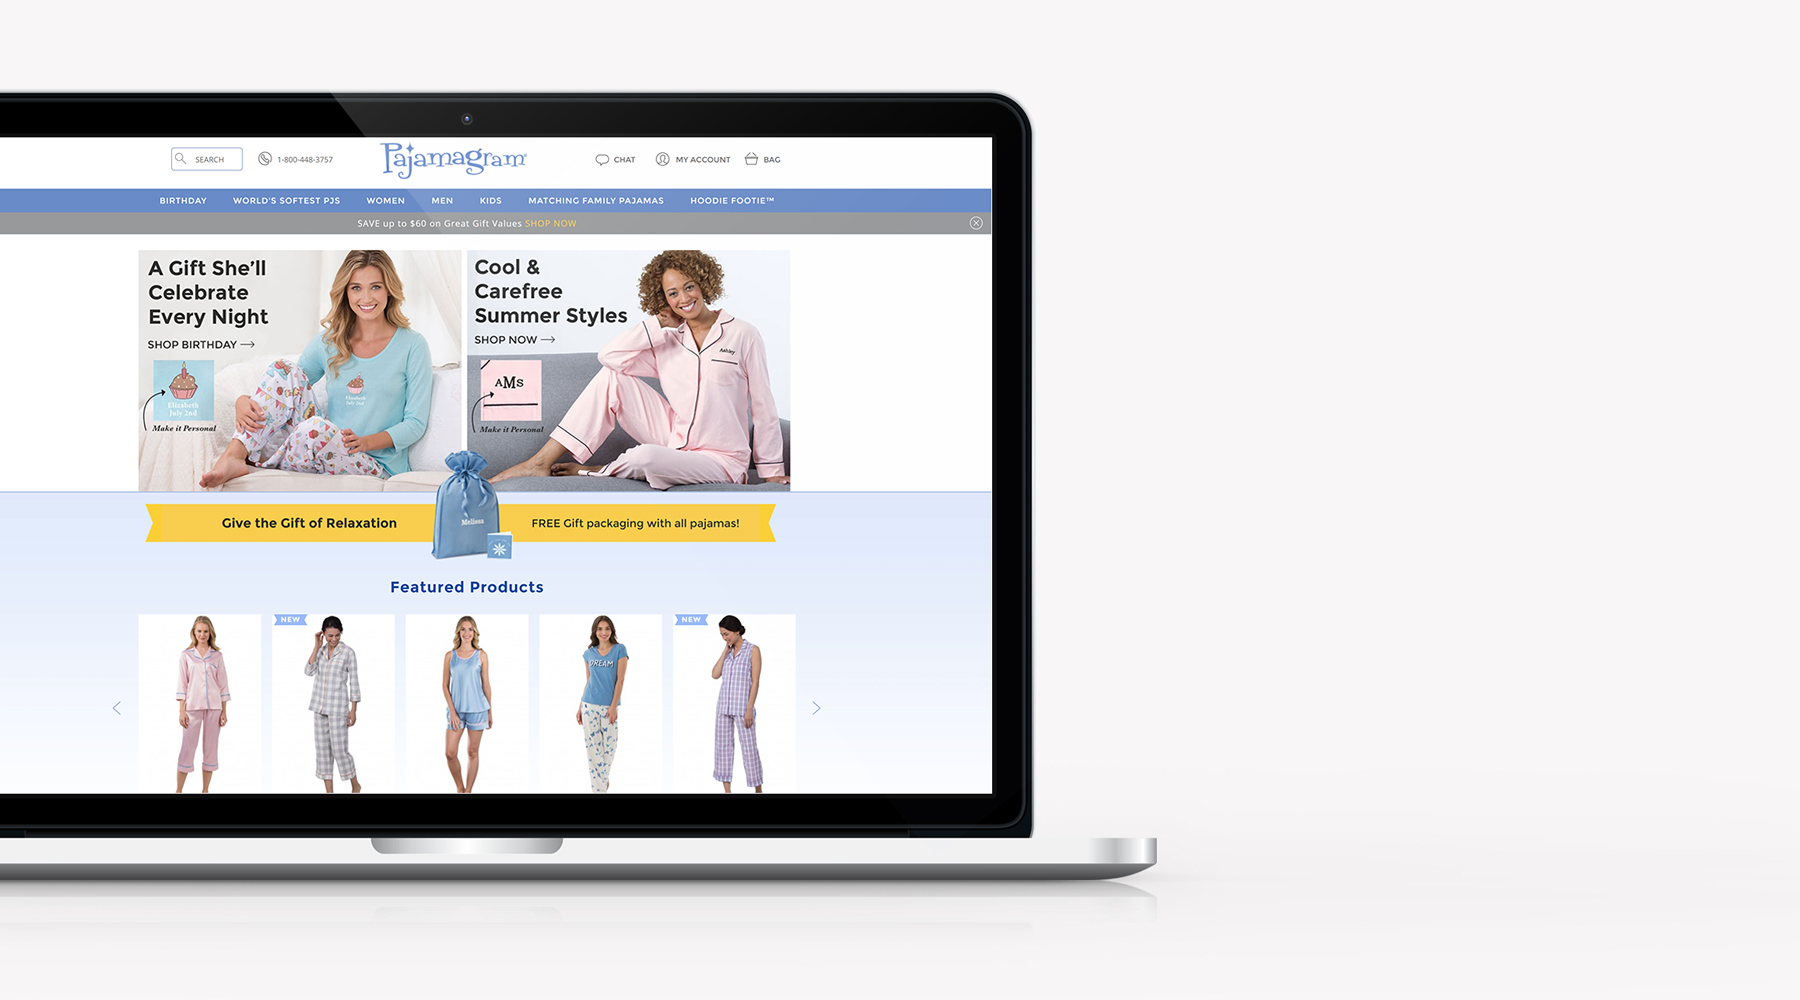 SEARCH
1-800-448-3757
Pajamagram
CHAT
MY ACCOUNT
BAG
BIRTHDAY
WORLD'S SOFTEST PJS
WOMEN
MEN
KIDS
MATCHING FAMILY PAJAMAS
HOODIE FOOTIE™
SAVE up to $60 on Great Gift Values SHOP NOW
A Gift She'll
Celebrate
Every Night
SHOP BIRTHDAY
Elizabeth
July 2nd
Make it Personal
Elizabeth
July 2nd
Cool &
Carefree
Summer Styles
SHOP NOW
AMS
Make it Personal
Ashley
Give the Gift of Relaxation
Melissa
FREE Gift packaging with all pajamas!
Featured Products
NEW
DREAM
NEW